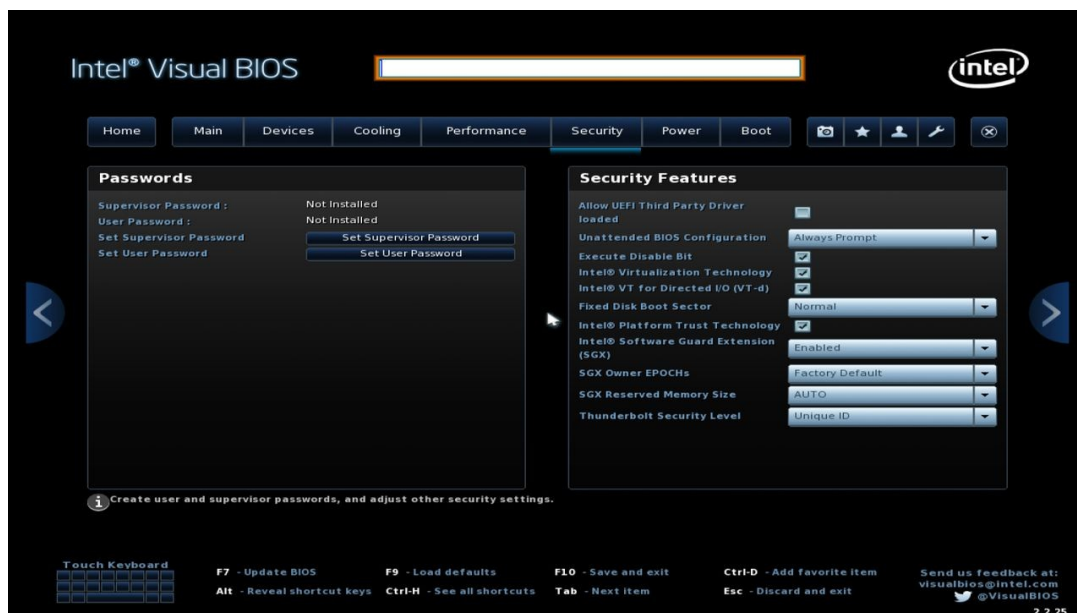 Intel® Visual BIOS
intel
Home Main Devices Cooling Performance Security Power Boot
Passwords
Supervisor Password : Not Installed
User Password : Not Installed
Set Supervisor Password Set Supervisor Password
Set User Password Set User Password
Security Features
Allow UEFI Third Party Driver
loaded
Unattended BIOS Configuration Always Prompt
Execute Disable Bit
Intel® Virtualization Technology
Intel® VT for Directed I/O (VT-d)
Fixed Disk Boot Sector Normal
Intel® Platform Trust Technology
Intel® Software Guard Extension
(SGX) Enabled
SGX Owner EPOCHs Factory Default
SGX Reserved Memory Size AUTO
Thunderbolt Security Level Unique ID
Create user and supervisor passwords, and adjust other security settings.
Touch Keyboard
F7 - Update BIOS F9 - Load defaults F10 - Save and exit Ctrl-D - Add favorite item
Alt - Reveal shortcut keys Ctrl-H - See all shortcuts Tab - Next item Esc - Discard and exit
Send us feedback at:
visualbios@intel.com
@VisualBIOS
2.2.25